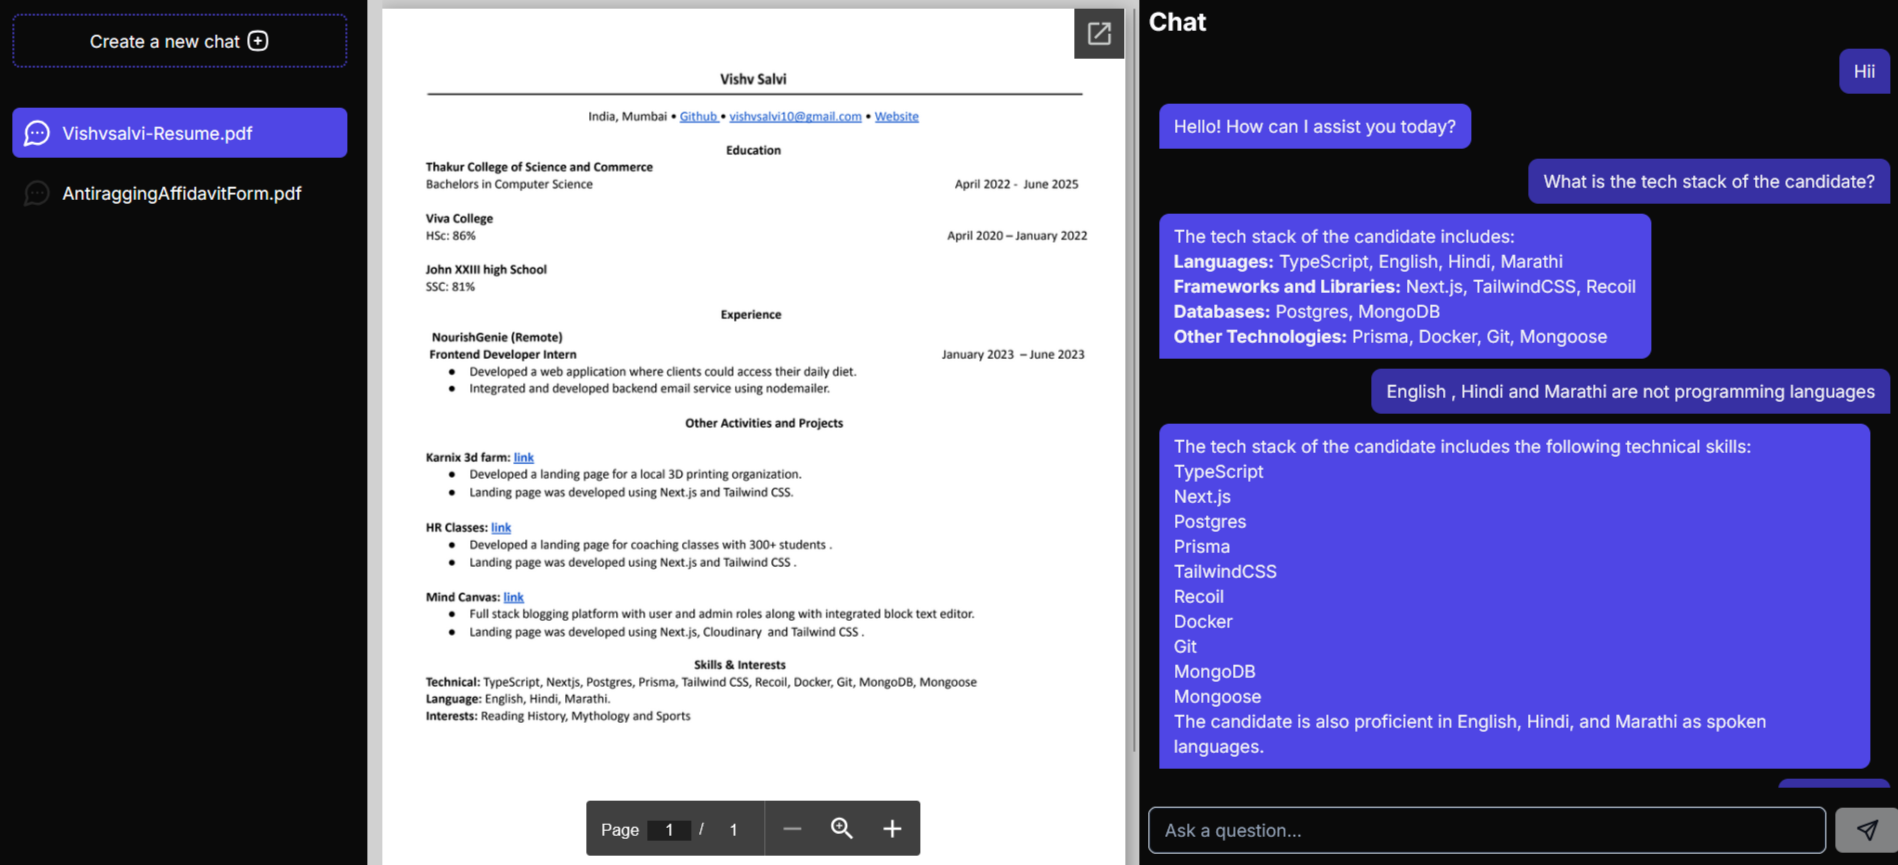 Create a new chat
Vishvsalvi-Resume.pdf
AntiraggingAffidavitForm.pdf
Vishv Salvi
India, Mumbai • Github • vishvsalvi10@gmail.com • Website
Education
Thakur College of Science and Commerce
Bachelors in Computer Science April 2022 - June 2025
Viva College
HSc: 86% April 2020 – January 2022
John XXIII high School
SSC: 81%
Experience
NourishGenie (Remote)
Frontend Developer Intern January 2023 – June 2023
● Developed a web application where clients could access their daily diet.
● Integrated and developed backend email service using nodemailer.
Other Activities and Projects
Karnix 3d farm: link
● Developed a landing page for a local 3D printing organization.
● Landing page was developed using Next.js and Tailwind CSS.
HR Classes: link
● Developed a landing page for coaching classes with 300+ students .
● Landing page was developed using Next.js and Tailwind CSS .
Mind Canvas: link
● Full stack blogging platform with user and admin roles along with integrated block text editor.
● Landing page was developed using Next.js, Cloudinary and Tailwind CSS .
Skills & Interests
Technical: TypeScript, Nextjs, Postgres, Prisma, Tailwind CSS, Recoil, Docker, Git, MongoDB, Mongoose
Language: English, Hindi, Marathi.
Interests: Reading History, Mythology and Sports
Page 1 / 1
Chat
Hii
Hello! How can I assist you today?
What is the tech stack of the candidate?
The tech stack of the candidate includes:
Languages: TypeScript, English, Hindi, Marathi
Frameworks and Libraries: Next.js, TailwindCSS, Recoil
Databases: Postgres, MongoDB
Other Technologies: Prisma, Docker, Git, Mongoose
English , Hindi and Marathi are not programming languages
The tech stack of the candidate includes the following technical skills:
TypeScript
Next.js
Postgres
Prisma
TailwindCSS
Recoil
Docker
Git
MongoDB
Mongoose
The candidate is also proficient in English, Hindi, and Marathi as spoken
languages.
Ask a question...